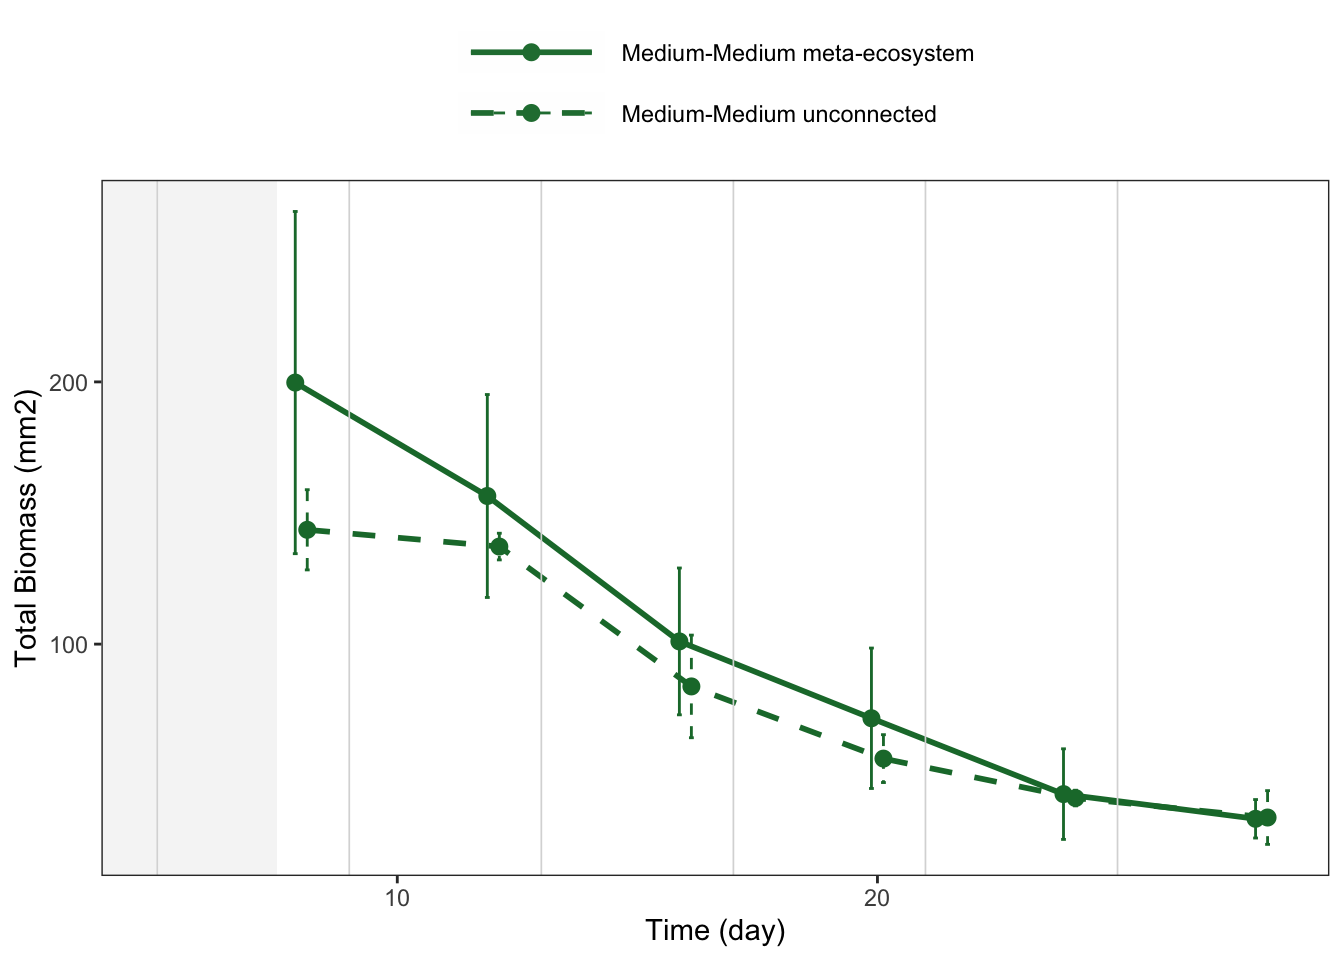 Medium-Medium meta-ecosystem
Medium-Medium unconnected
Total Biomass (mm2)
200
100
10
20
Time (day)